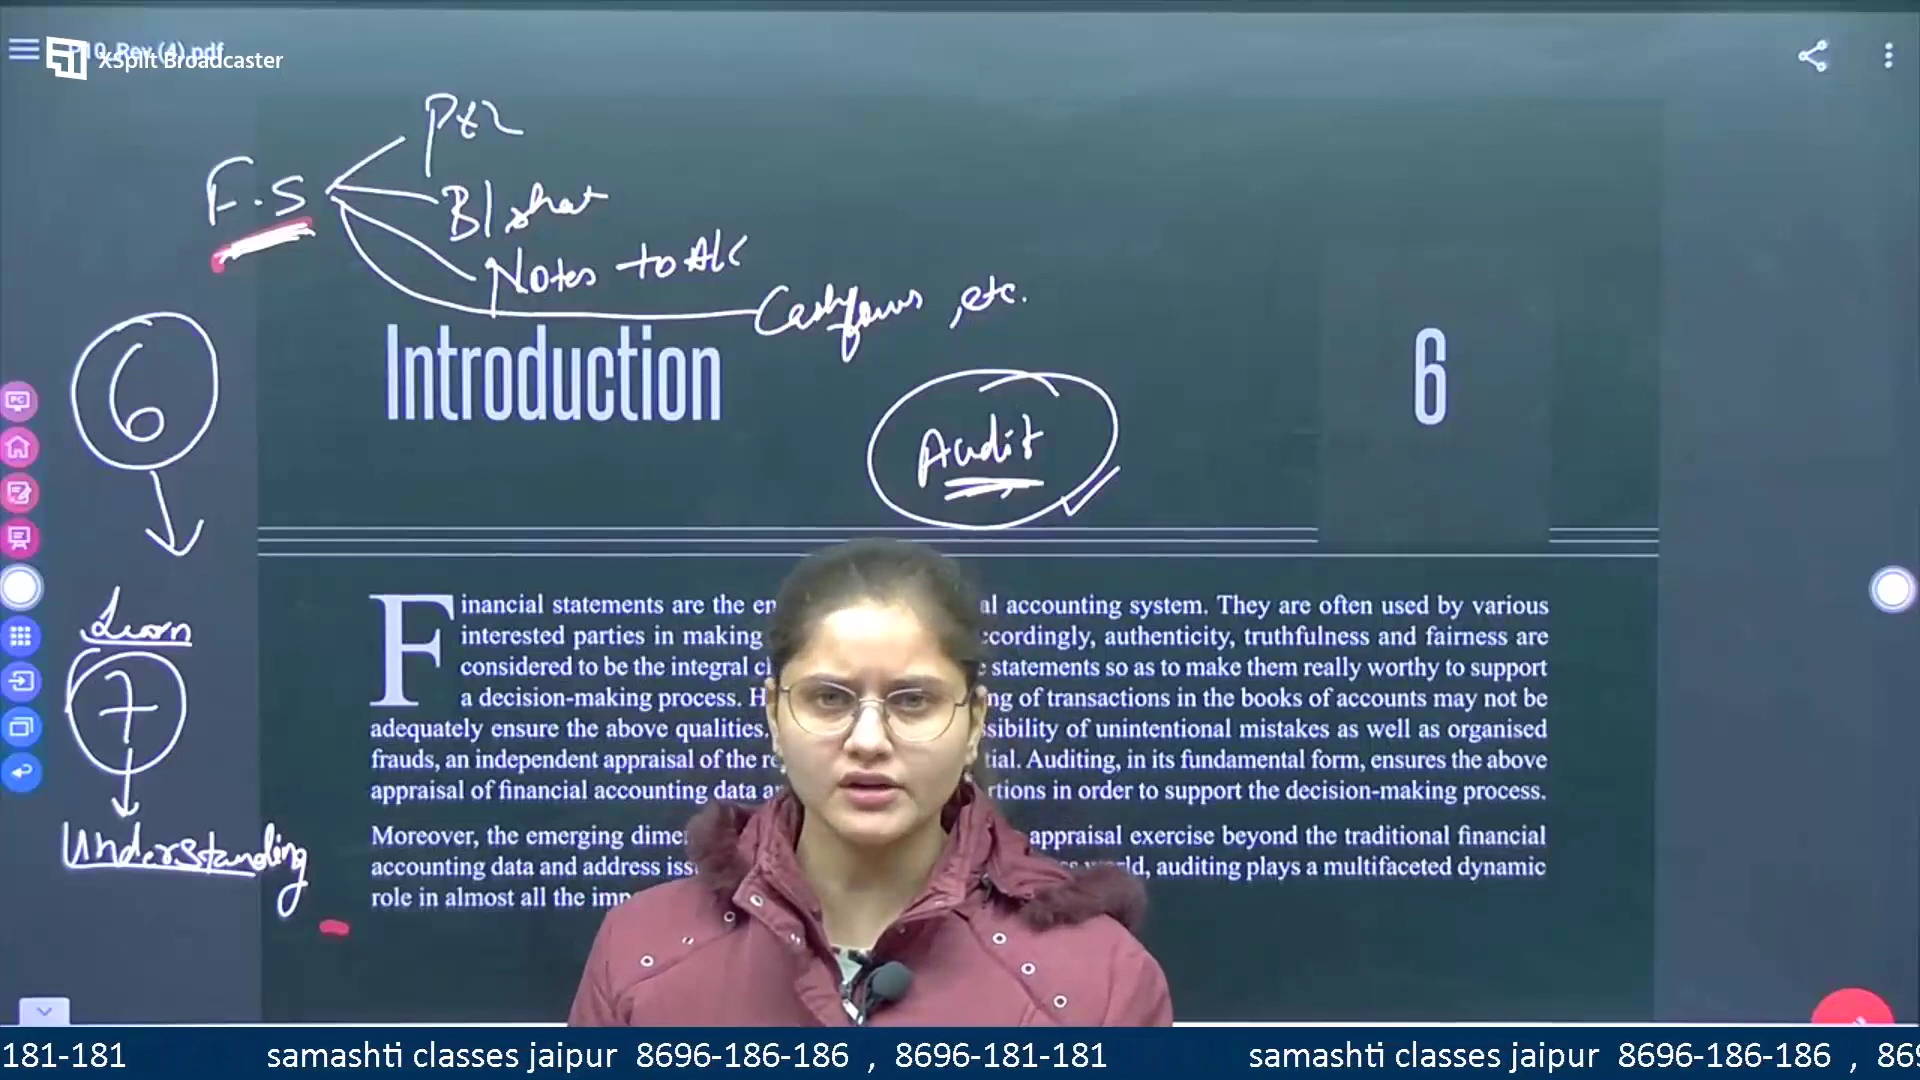 P10_Rev (4).pdf
XSplit Broadcaster
P&L
F.S
B/shat
Notes to A/c
Cashflows, etc.
Introduction
6
6
Audit
Learn
7
Understanding
Financial statements are the en al accounting system. They are often used by various
interested parties in making ccordingly, authenticity, truthfulness and fairness are
considered to be the integral statements so as to make them really worthy to support
a decision-making process. H ng of transactions in the books of accounts may not be
adequately ensure the above qualities. sibility of unintentional mistakes as well as organised
frauds, an independent appraisal of the re tial. Auditing, in its fundamental form, ensures the above
appraisal of financial accounting data a rtions in order to support the decision-making process.
Moreover, the emerging dime appraisal exercise beyond the traditional financial
accounting data and address iss ld, auditing plays a multifaceted dynamic
role in almost all the imp
181-181 samashti classes jaipur 8696-186-186 , 8696-181-181 samashti classes jaipur 8696-186-186 , 869